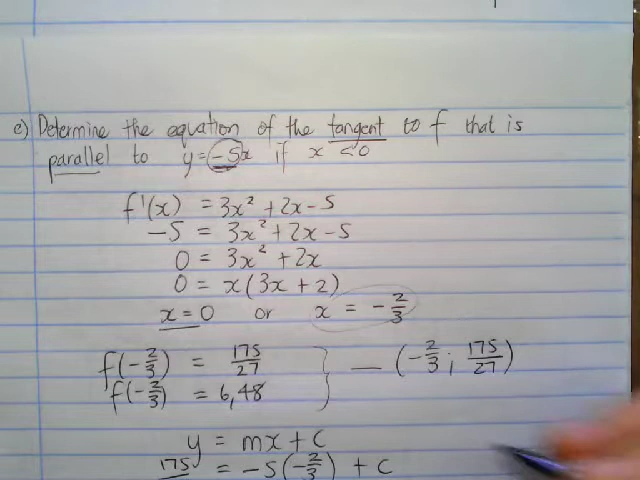 c) Determine the equation of the tangent to f that is
parallel to y=-5x if x <0
f'(x) = 3x² + 2x - 5
-5 = 3x² + 2x - 5
0 = 3x² + 2x
0 = x(3x + 2)
x = 0 or x = -2/3
f(-2/3) = 175/27 } — (-2/3 ; 175/27)
f(-2/3) = 6,48
y = mx + c
175 = -5(-2/3) + c